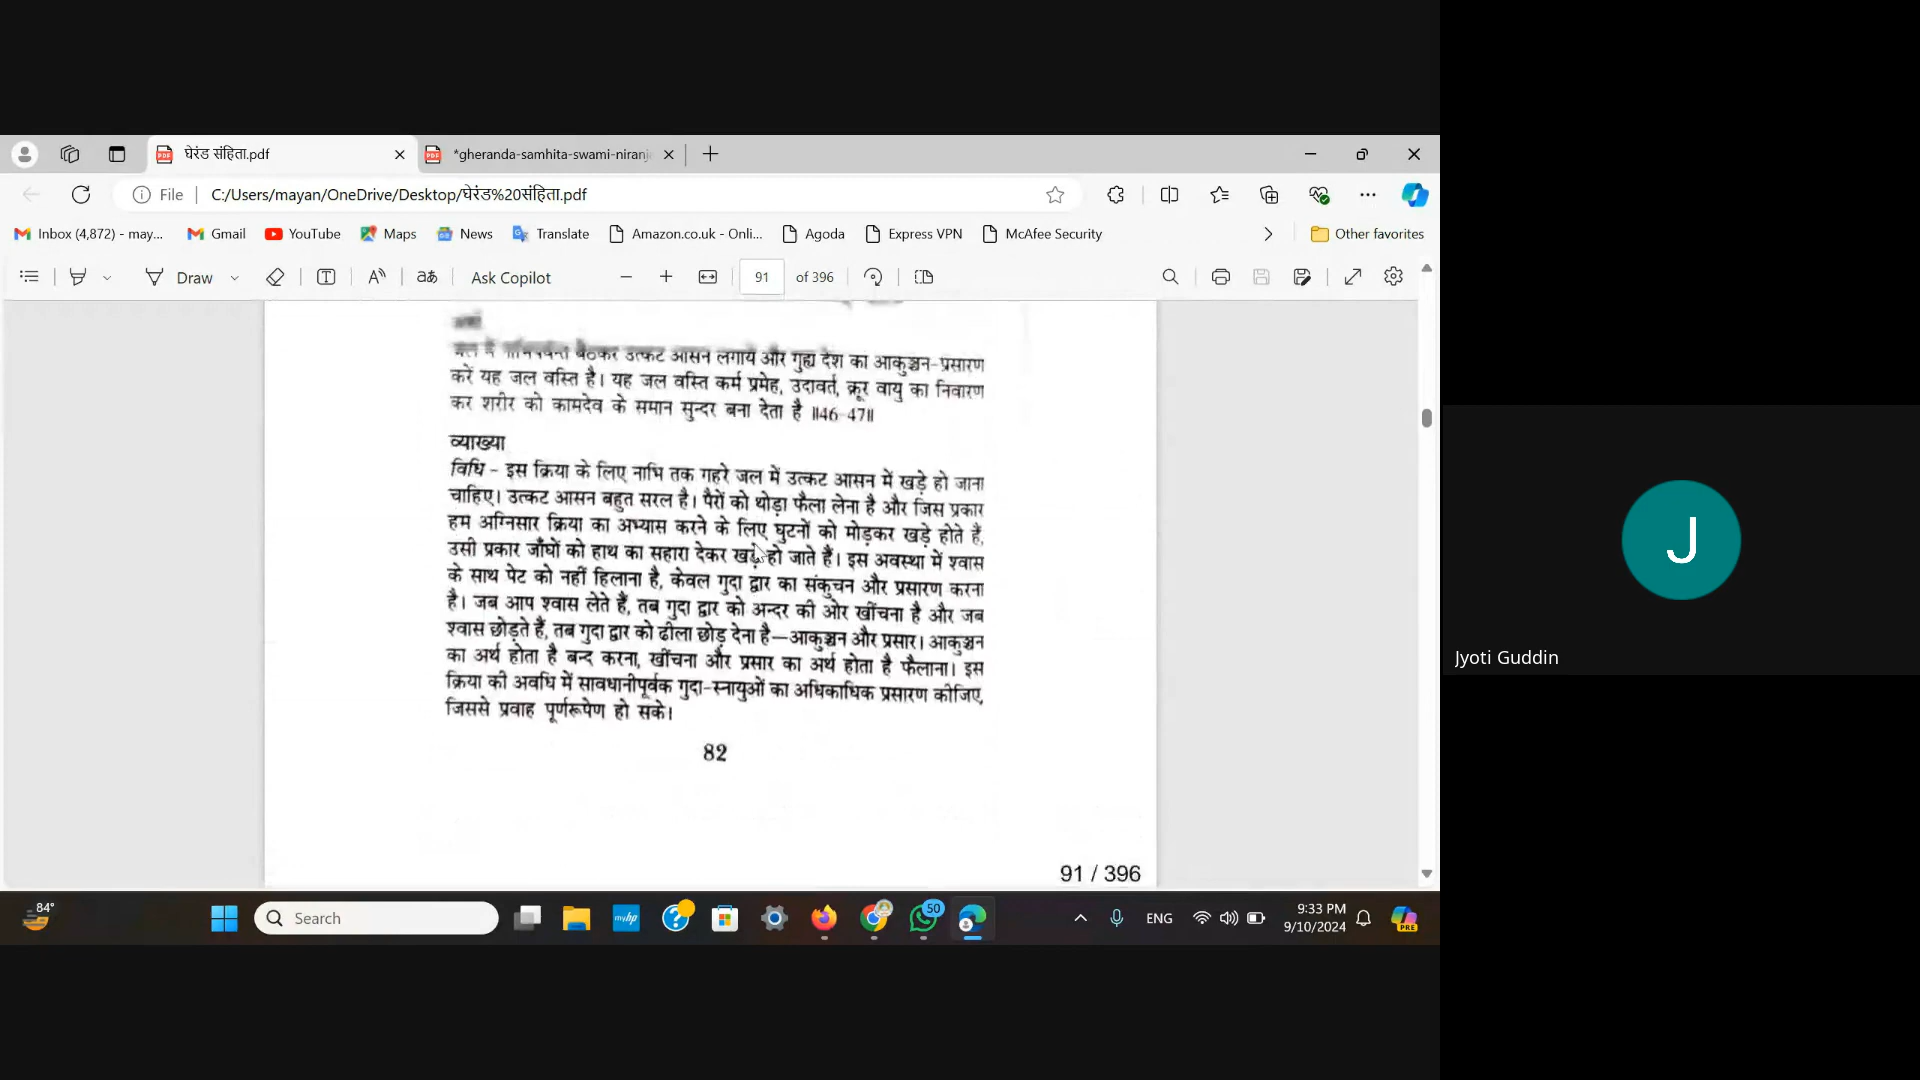 घेरंड संहिता.pdf
*gheranda-samhita-swami-niranj
File
C:/Users/mayan/OneDrive/Desktop/घेरंड%20संहिता.pdf
Inbox (4,872) - may...
Gmail
YouTube
Maps
News
Translate
Amazon.co.uk - Onli...
Agoda
Express VPN
McAfee Security
Other favorites
Draw
aあ
Ask Copilot
91
of 396
बैठकर उत्कट आसन लगायें और गुह्य देश का आकुञ्चन-प्रसारण
करें यह जल वस्ति है। यह जल वस्ति कर्म प्रमेह, उदावर्त, क्रूर वायु का निवारण
कर शरीर को कामदेव के समान सुन्दर बना देता है ॥46-47॥
व्याख्या
विधि - इस क्रिया के लिए नाभि तक गहरे जल में उत्कट आसन में खड़े हो जाना
चाहिए। उत्कट आसन बहुत सरल है। पैरों को थोड़ा फैला लेना है और जिस प्रकार
हम अग्निसार क्रिया का अभ्यास करने के लिए घुटनों को मोड़कर खड़े होते हैं,
उसी प्रकार जाँघों को हाथ का सहारा देकर खड़े हो जाते हैं। इस अवस्था में श्वास
के साथ पेट को नहीं हिलाना है, केवल गुदा द्वार का संकुचन और प्रसारण करना
है। जब आप श्वास लेते हैं, तब गुदा द्वार को अन्दर की ओर खींचना है और जब
श्वास छोड़ते हैं, तब गुदा द्वार को ढीला छोड़ देना है—आकुञ्चन और प्रसार। आकुञ्चन
का अर्थ होता है बन्द करना, खींचना और प्रसार का अर्थ होता है फैलाना। इस
क्रिया की अवधि में सावधानीपूर्वक गुदा-स्नायुओं का अधिकाधिक प्रसारण कीजिए,
जिससे प्रवाह पूर्णरूपेण हो सके।
82
91 / 396
J
Jyoti Guddin
84°
Search
myhp
50
ENG
9:33 PM
9/10/2024
PRE